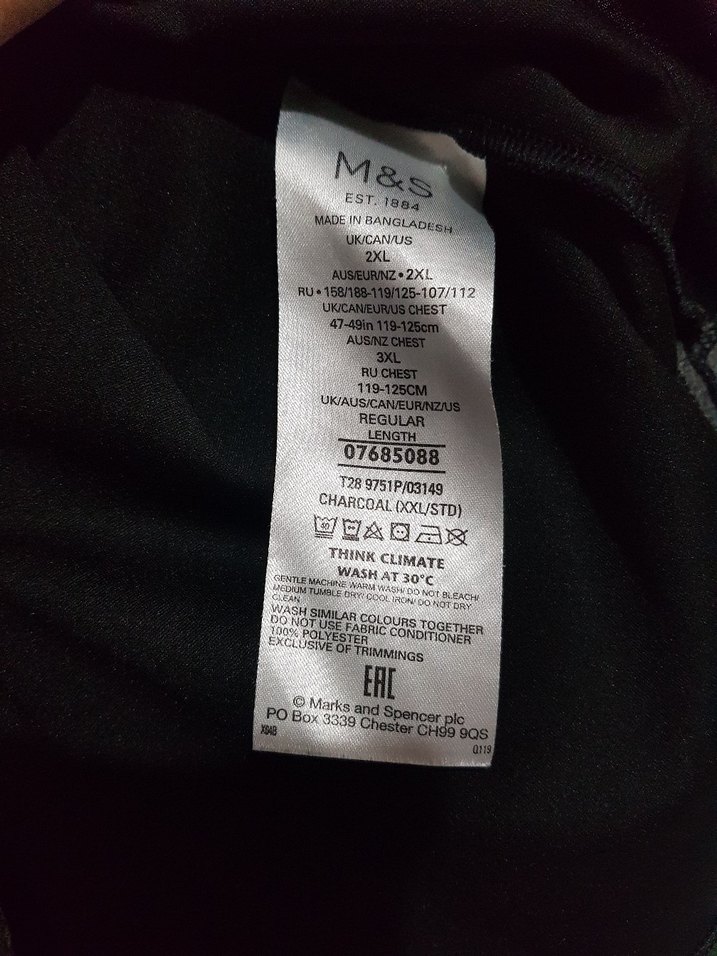 M&S
EST. 1884
MADE IN BANGLADESH
UK/CAN/US
2XL
AUS/EUR/NZ•2XL
RU•158/188-119/125-107/112
UK/CAN/EUR/US CHEST
47-49in 119-125cm
AUS/NZ CHEST
3XL
RU CHEST
119-125CM
UK/AUS/CAN/EUR/NZ/US
REGULAR
LENGTH
07685088
T28 9751P/03149
CHARCOAL (XXL/STD)
THINK CLIMATE
WASH AT 30°C
GENTLE MACHINE WARM WASH/ DO NOT BLEACH/
MEDIUM TUMBLE DRY/ COOL IRON/ DO NOT DRY
CLEAN
WASH SIMILAR COLOURS TOGETHER
DO NOT USE FABRIC CONDITIONER
100% POLYESTER
EXCLUSIVE OF TRIMMINGS
EAC
© Marks and Spencer plc
PO Box 3339 Chester CH99 9QS
Q119